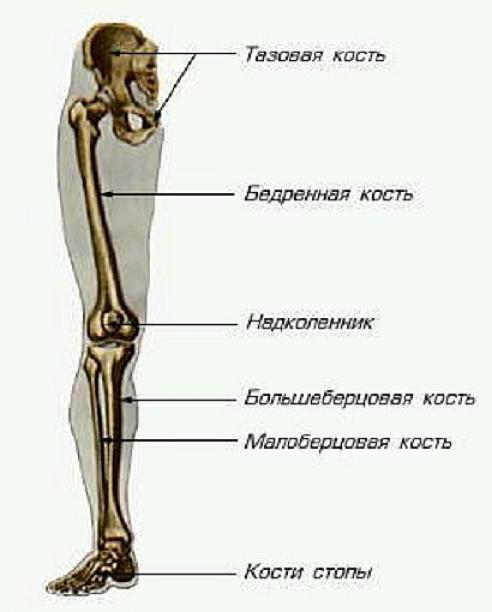 Тазовая кость
Бедренная кость
Надколенник
Большеберцовая кость
Малоберцовая кость
Кости стопы